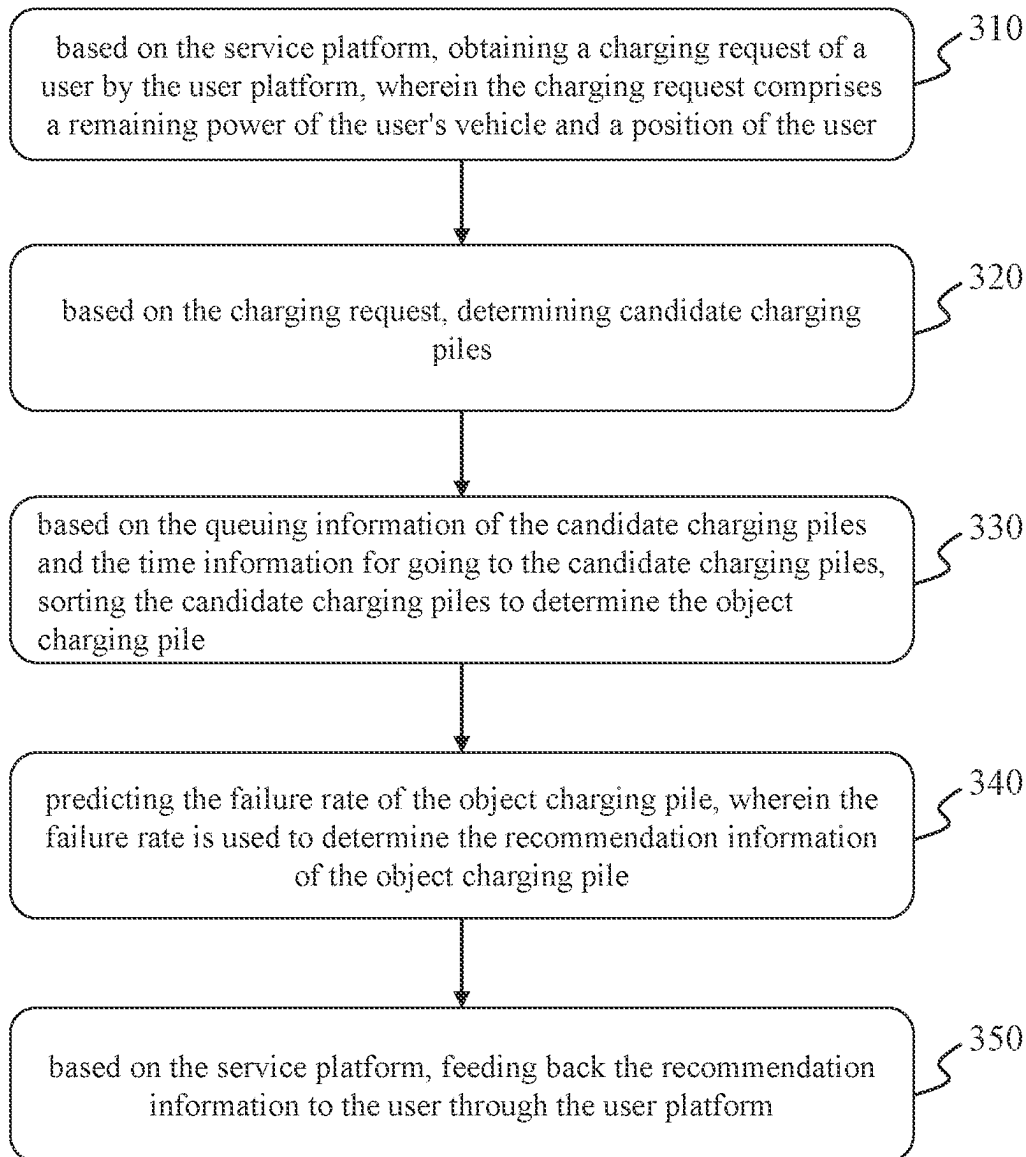 310
based on the service platform, obtaining a charging request of a
user by the user platform, wherein the charging request comprises
a remaining power of the user's vehicle and a position of the user
320
based on the charging request, determining candidate charging
piles
330
based on the queuing information of the candidate charging piles
and the time information for going to the candidate charging piles,
sorting the candidate charging piles to determine the object
charging pile
340
predicting the failure rate of the object charging pile, wherein the
failure rate is used to determine the recommendation information
of the object charging pile
350
based on the service platform, feeding back the recommendation
information to the user through the user platform